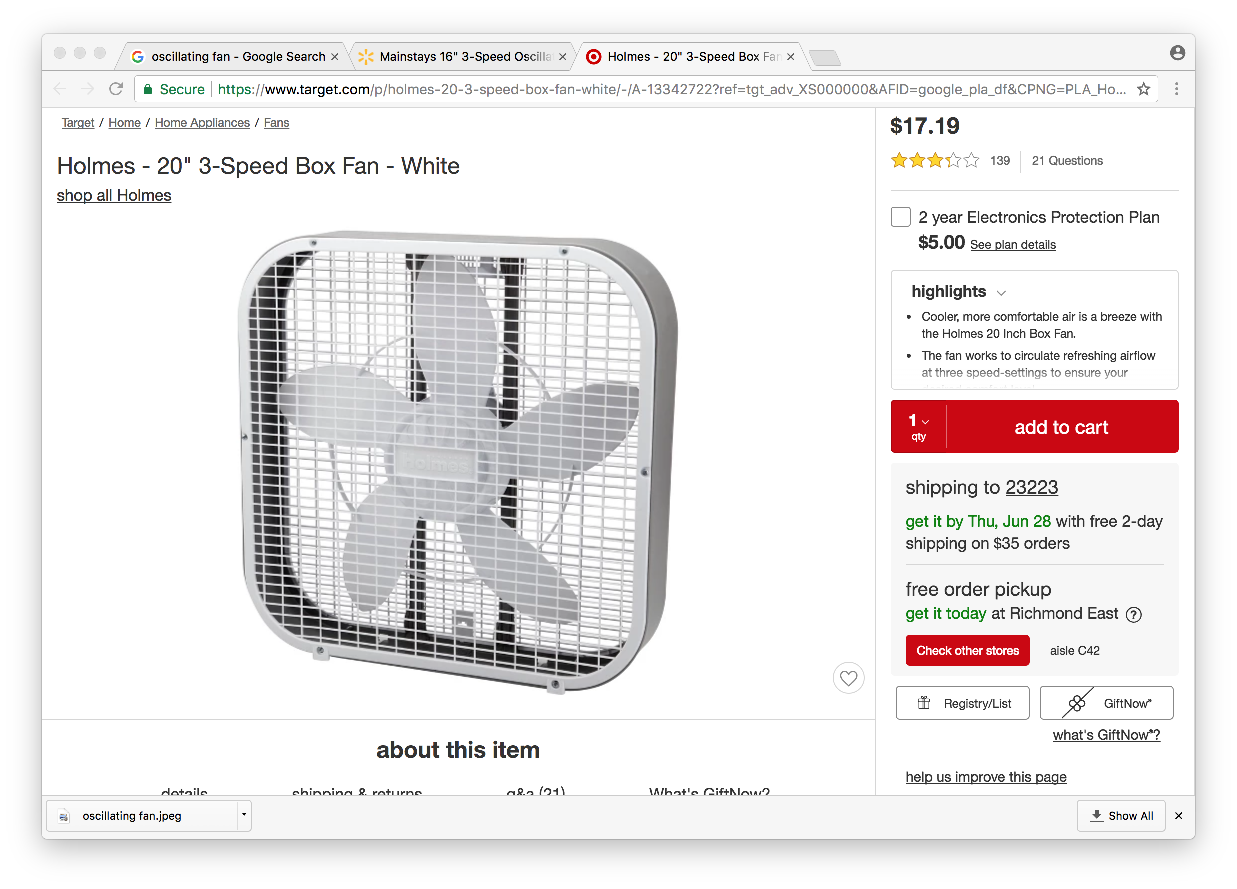 oscillating fan - Google Search
Mainstays 16" 3-Speed Oscilla
Holmes - 20" 3-Speed Box Fan
Secure
https://www.target.com/p/holmes-20-3-speed-box-fan-white/-/A-13342722?ref=tgt_adv_XS000000&AFID=google_pla_df&CPNG=PLA_Ho...
Target / Home / Home Appliances / Fans
Holmes - 20" 3-Speed Box Fan - White
shop all Holmes
Holmes
$17.19
139
21 Questions
2 year Electronics Protection Plan
$5.00 See plan details
highlights
• Cooler, more comfortable air is a breeze with
the Holmes 20 Inch Box Fan.
• The fan works to circulate refreshing airflow
at three speed-settings to ensure your
1
qty
add to cart
shipping to 23223
get it by Thu, Jun 28 with free 2-day
shipping on $35 orders
free order pickup
get it today at Richmond East ?
Check other stores
aisle C42
Registry/List
GiftNow*
what's GiftNow*?
help us improve this page
about this item
details
shipping & returns
q&a (21)
What's GiftNow?
oscillating fan.jpeg
Show All